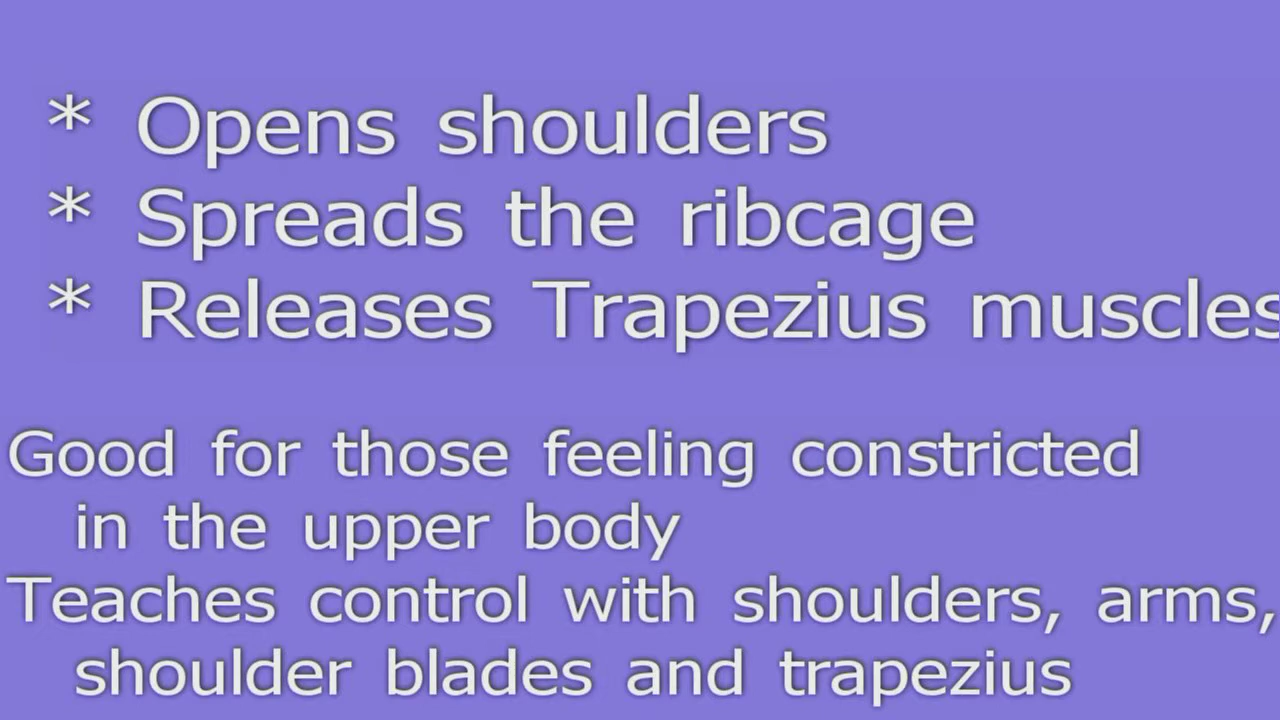 * Opens shoulders
* Spreads the ribcage
* Releases Trapezius muscles
Good for those feeling constricted
in the upper body
Teaches control with shoulders, arms,
shoulder blades and trapezius